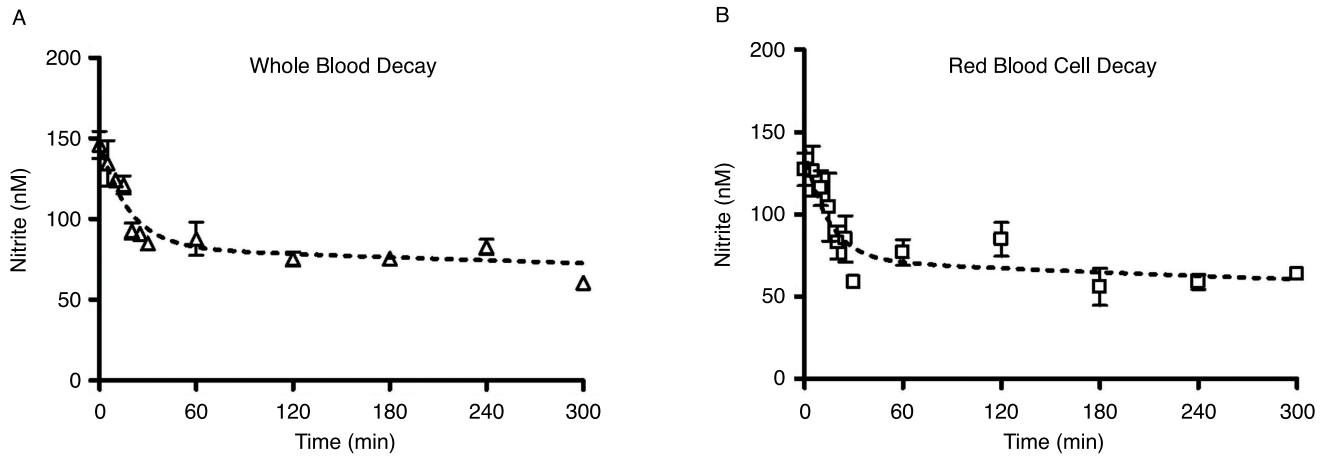 A
Whole Blood Decay
Nitrite (nM)
200
150
100
50
0
0 60 120 180 240 300
Time (min)
B
Red Blood Cell Decay
Nitrite (nM)
200
150
100
50
0
0 60 120 180 240 300
Time (min)